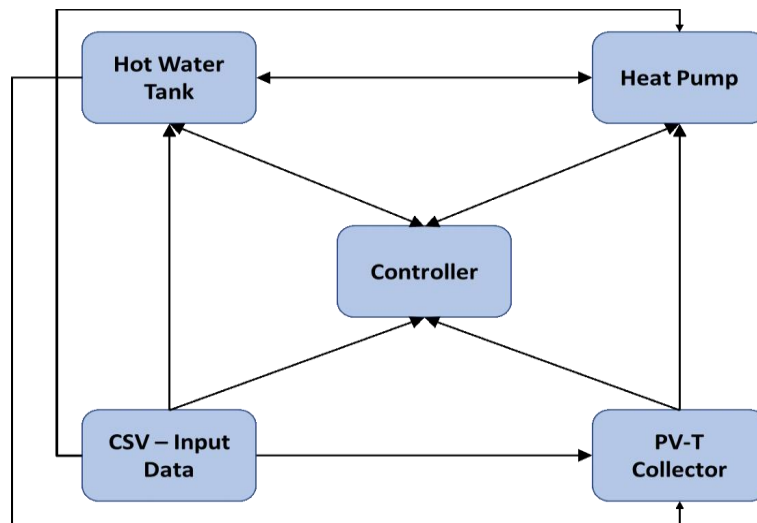 Hot Water
Tank
Heat Pump
Controller
CSV – Input
Data
PV-T
Collector